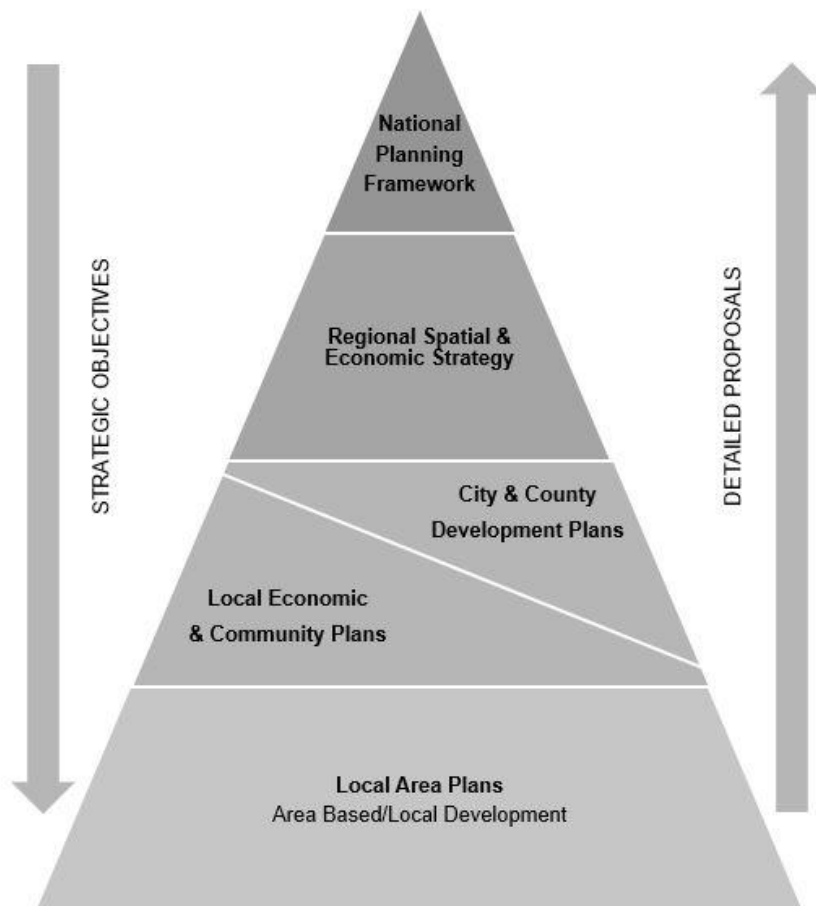 National
Planning
Framework
STRATEGIC OBJECTIVES
DETAILED PROPOSALS
Regional Spatial &
Economic Strategy
City & County
Development Plans
Local Economic
& Community Plans
Local Area Plans
Area Based/Local Development